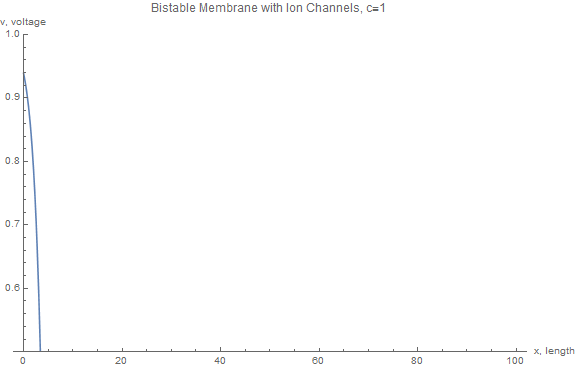 Bistable Membrane with Ion Channels, c=1
v, voltage
1.0
0.9
0.8
0.7
0.6
0 20 40 60 80 100 x, length